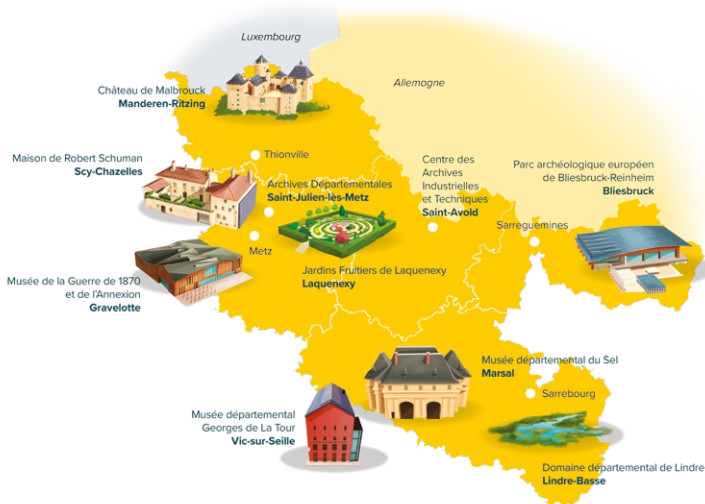 Luxembourg
Allemagne
Château de Malbrouck
Manderen-Ritzing
Thionville
Maison de Robert Schuman
Scy-Chazelles
Archives Départementales
Saint-Julien-lès-Metz
Centre des
Archives
Industrielles
et Techniques
Saint-Avold
Parc archéologique européen
de Bliesbruck-Reinheim
Bliesbruck
Sarreguemines
Metz
Jardins Fruitiers de Laquenexy
Laquenexy
Musée de la Guerre de 1870
et de l'Annexion
Gravelotte
Musée départemental du Sel
Marsal
Sarrebourg
Musée départemental
Georges de La Tour
Vic-sur-Seille
Domaine départemental de Lindre
Lindre-Basse